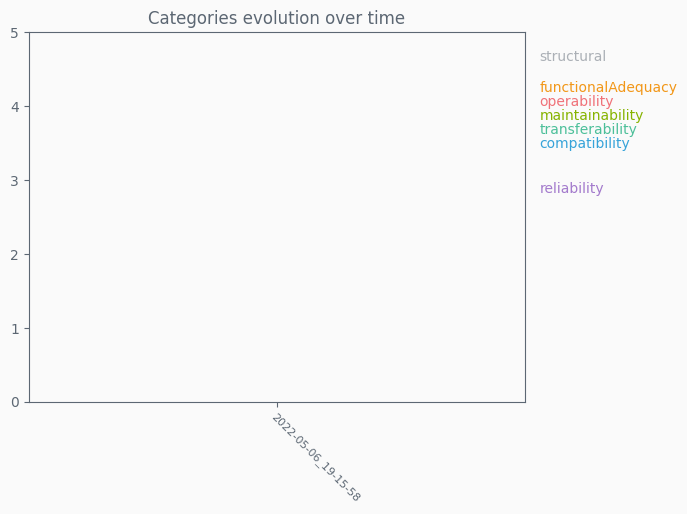 Categories evolution over time
5
4
3
2
1
0
2022-05-06_19-15-58
structural
functionalAdequacy
operability
maintainability
transferability
compatibility
reliability